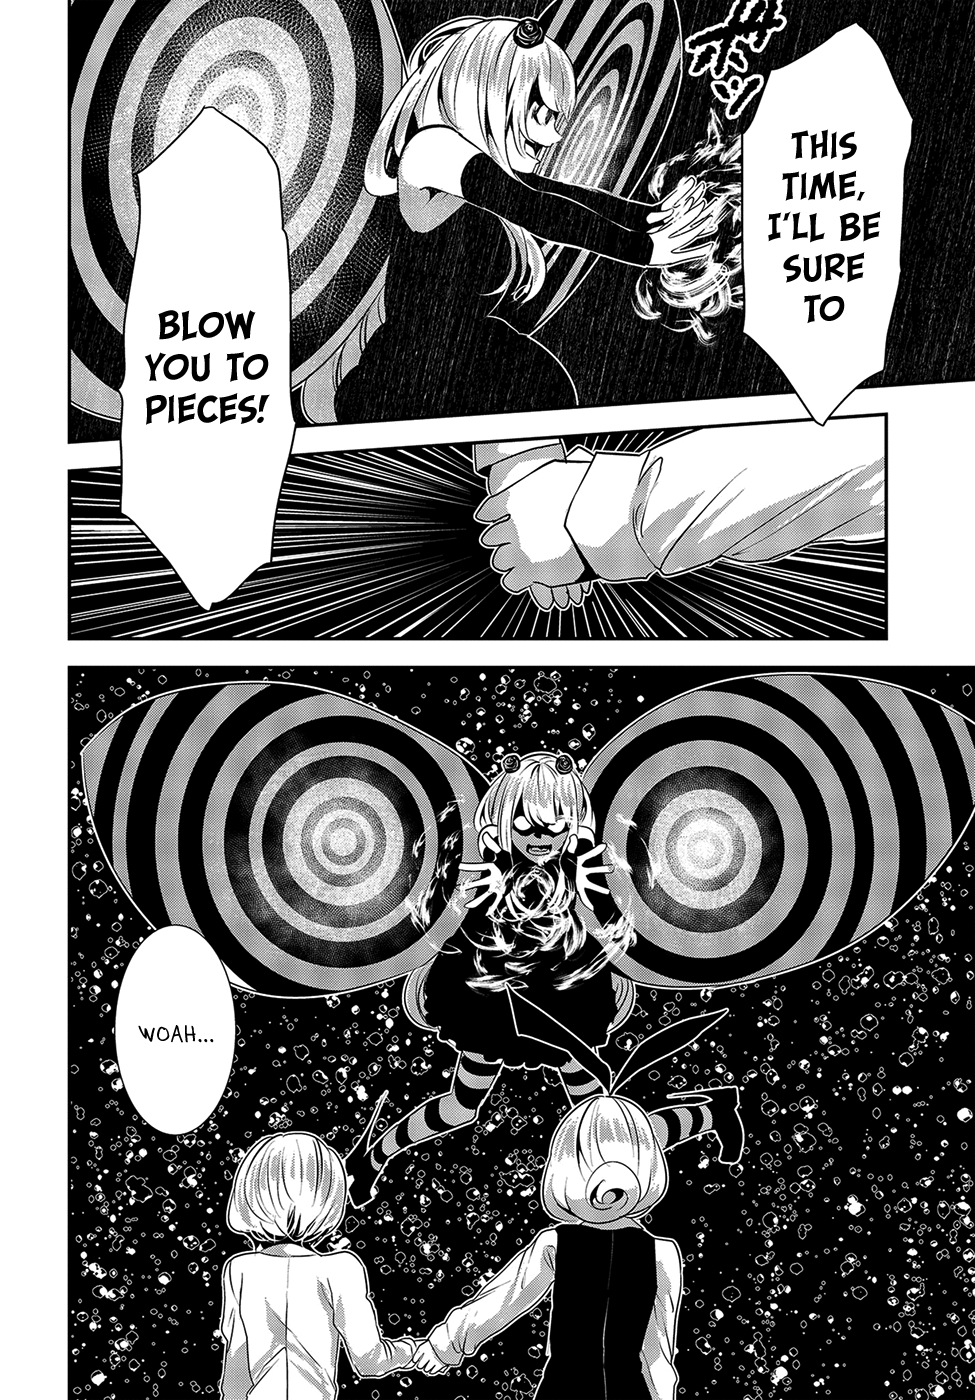 THIS
TIME,
I'LL BE
SURE
TO
BLOW
YOU TO
PIECES!
WOAH...